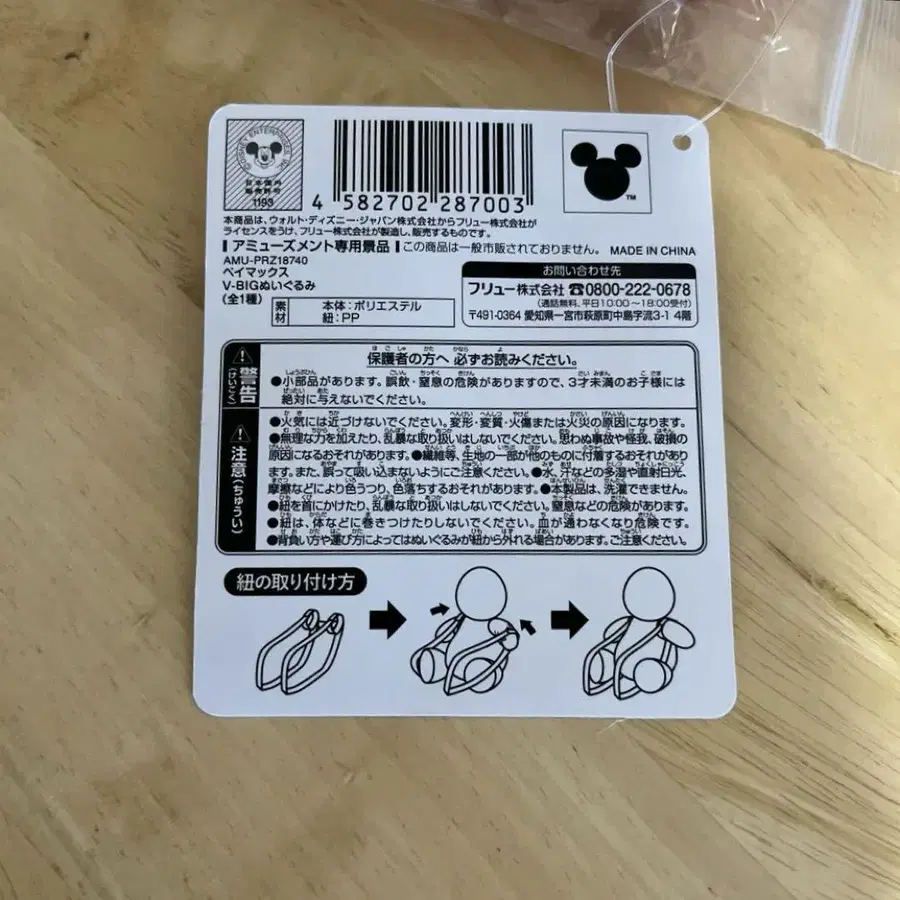 DISNEY ENTERPRISES, INC.
日本国内
販売許可
1193
4 582702 287003
TM
本商品は、ウォルト・ディズニー・ジャパン株式会社からフリュー株式会社が
ライセンスをうけ、フリュー株式会社が製造し、販売するものです。
アミューズメント専用景品 この商品は一般市販されておりません。 MADE IN CHINA
AMU-PRZ18740
ベイマックス
V-BIGぬいぐるみ
(全1種)
素材
本体:ポリエステル
紐:PP
お問い合わせ先
フリュー株式会社 ☎0800-222-0678
(通話無料、平日10:00~18:00受付)
〒491-0364 愛知県一宮市萩原町中島字流3-1 4階
警告
(けいこく)
保護者の方へ 必ずお読みください。
●小部品があります。誤飲・窒息の危険がありますので、3才未満のお子様には
絶対に与えないでください。
注意(ちゅうい)
●火気には近づけないでください。変形・変質・火傷または火災の原因になります。
●無理な力を加えたり、乱暴な取り扱いはしないでください。思わぬ事故や怪我、破損の
原因になるおそれがあります。●繊維等、生地の一部が他のものに付着するおそれがあり
ます。また、誤って吸い込まないようにご注意ください。●水、汗などの多湿や直射日光、
摩擦などにより色うつり、色落ちするおそれがあります。●本製品は、洗濯できません。
●紐を首にかけたり、乱暴な取り扱いはしないでください。窒息などの危険があります。
●紐は、体などに巻きつけたりしないでください。血が通わなくなり危険です。
●背負い方や運び方によってはぬいぐるみが紐から外れる場合があります。ご注意ください。
紐の取り付け方